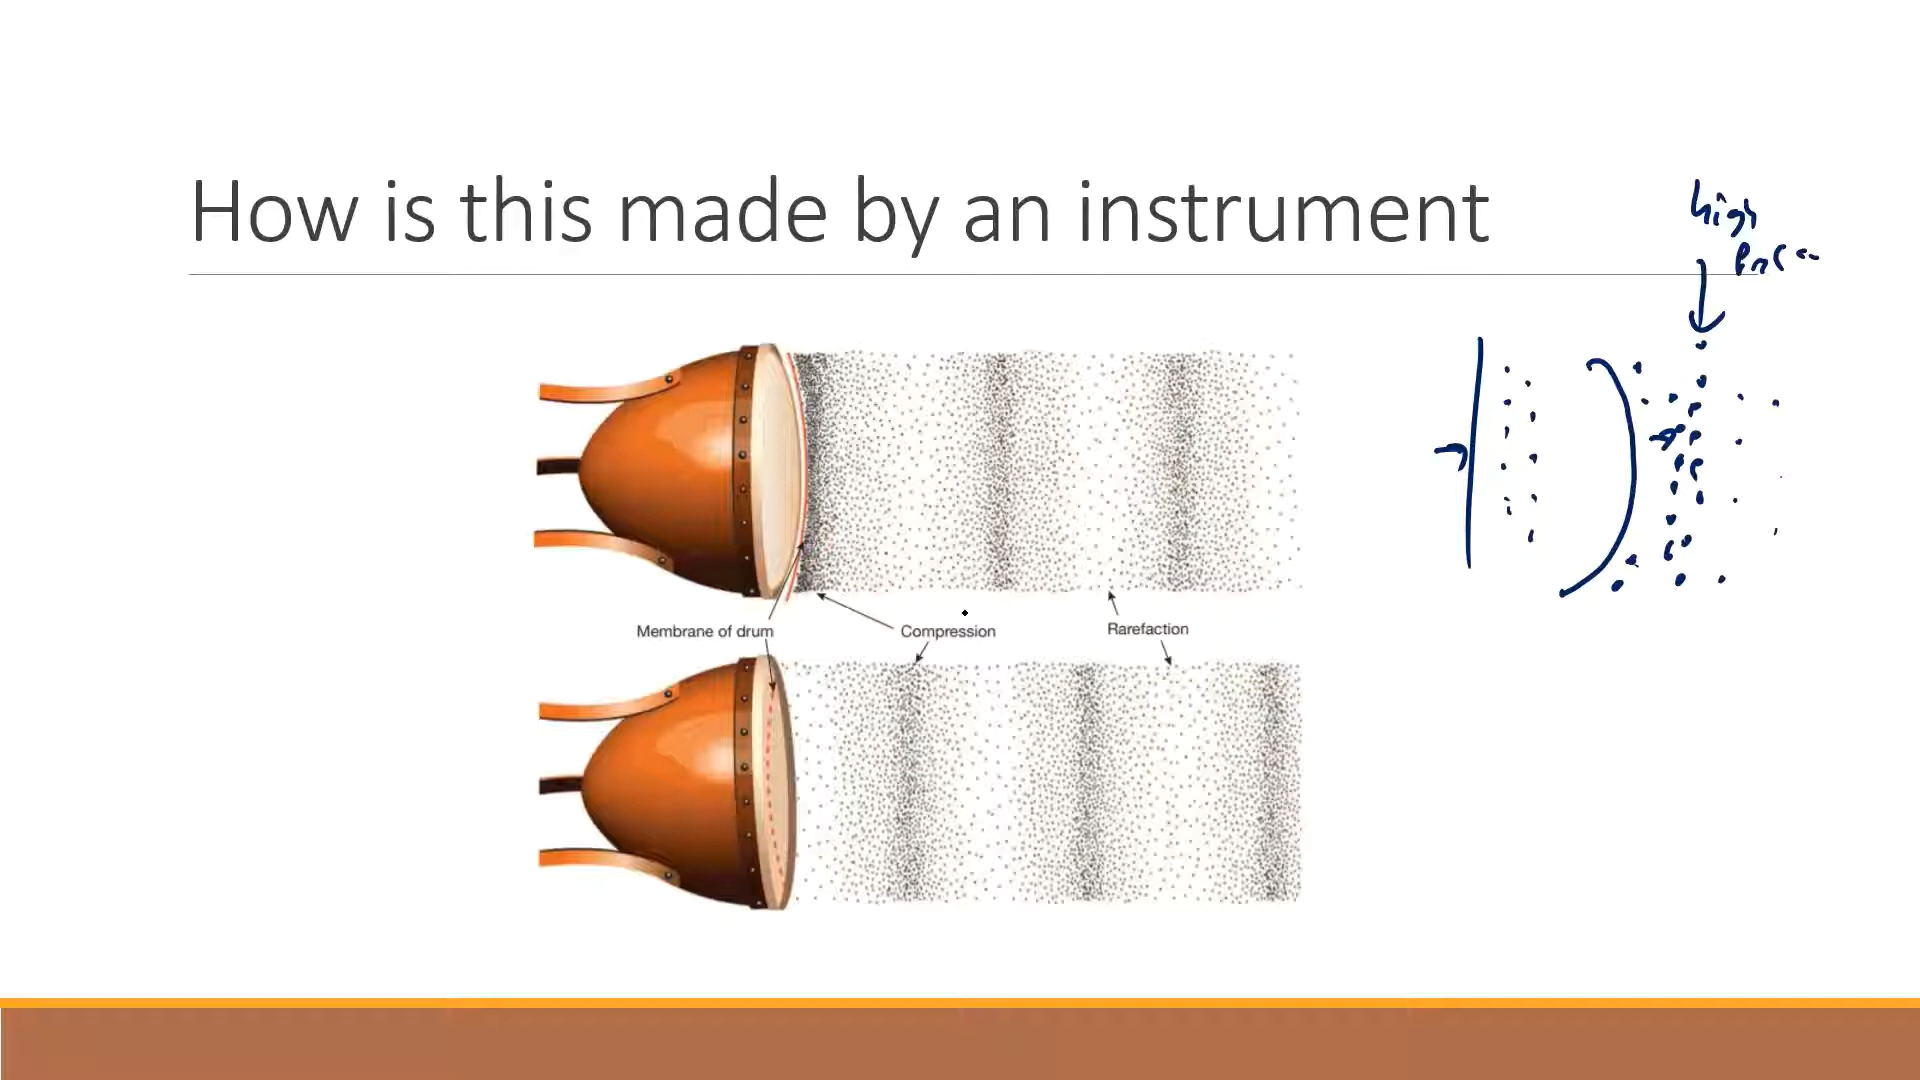 How is this made by an instrument
high
Membrane of drum
Compression
Rarefaction